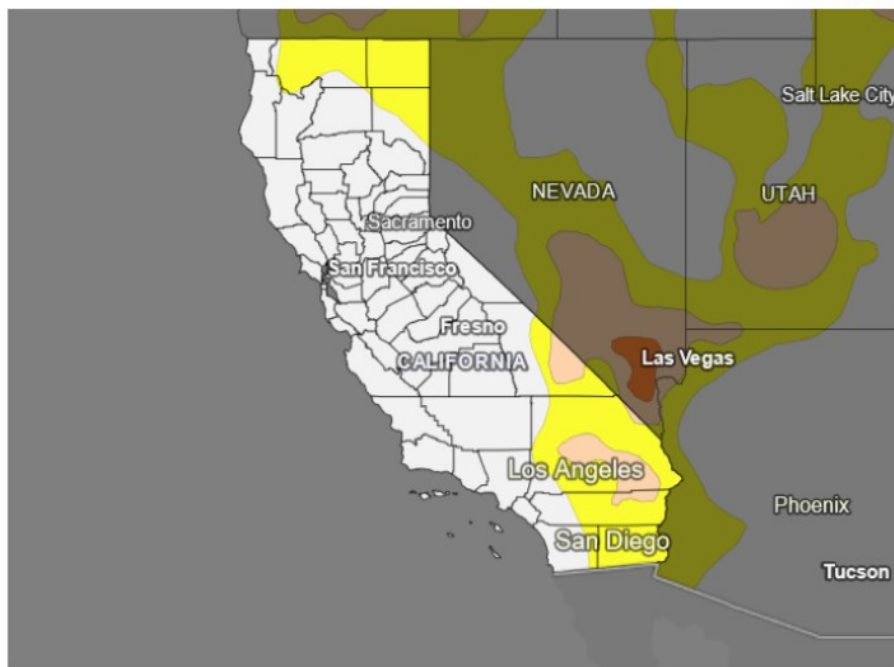 Salt Lake City
NEVADA
UTAH
Sacramento
San Francisco
Fresno
CALIFORNIA
Las Vegas
Los Angeles
Phoenix
San Diego
Tucson